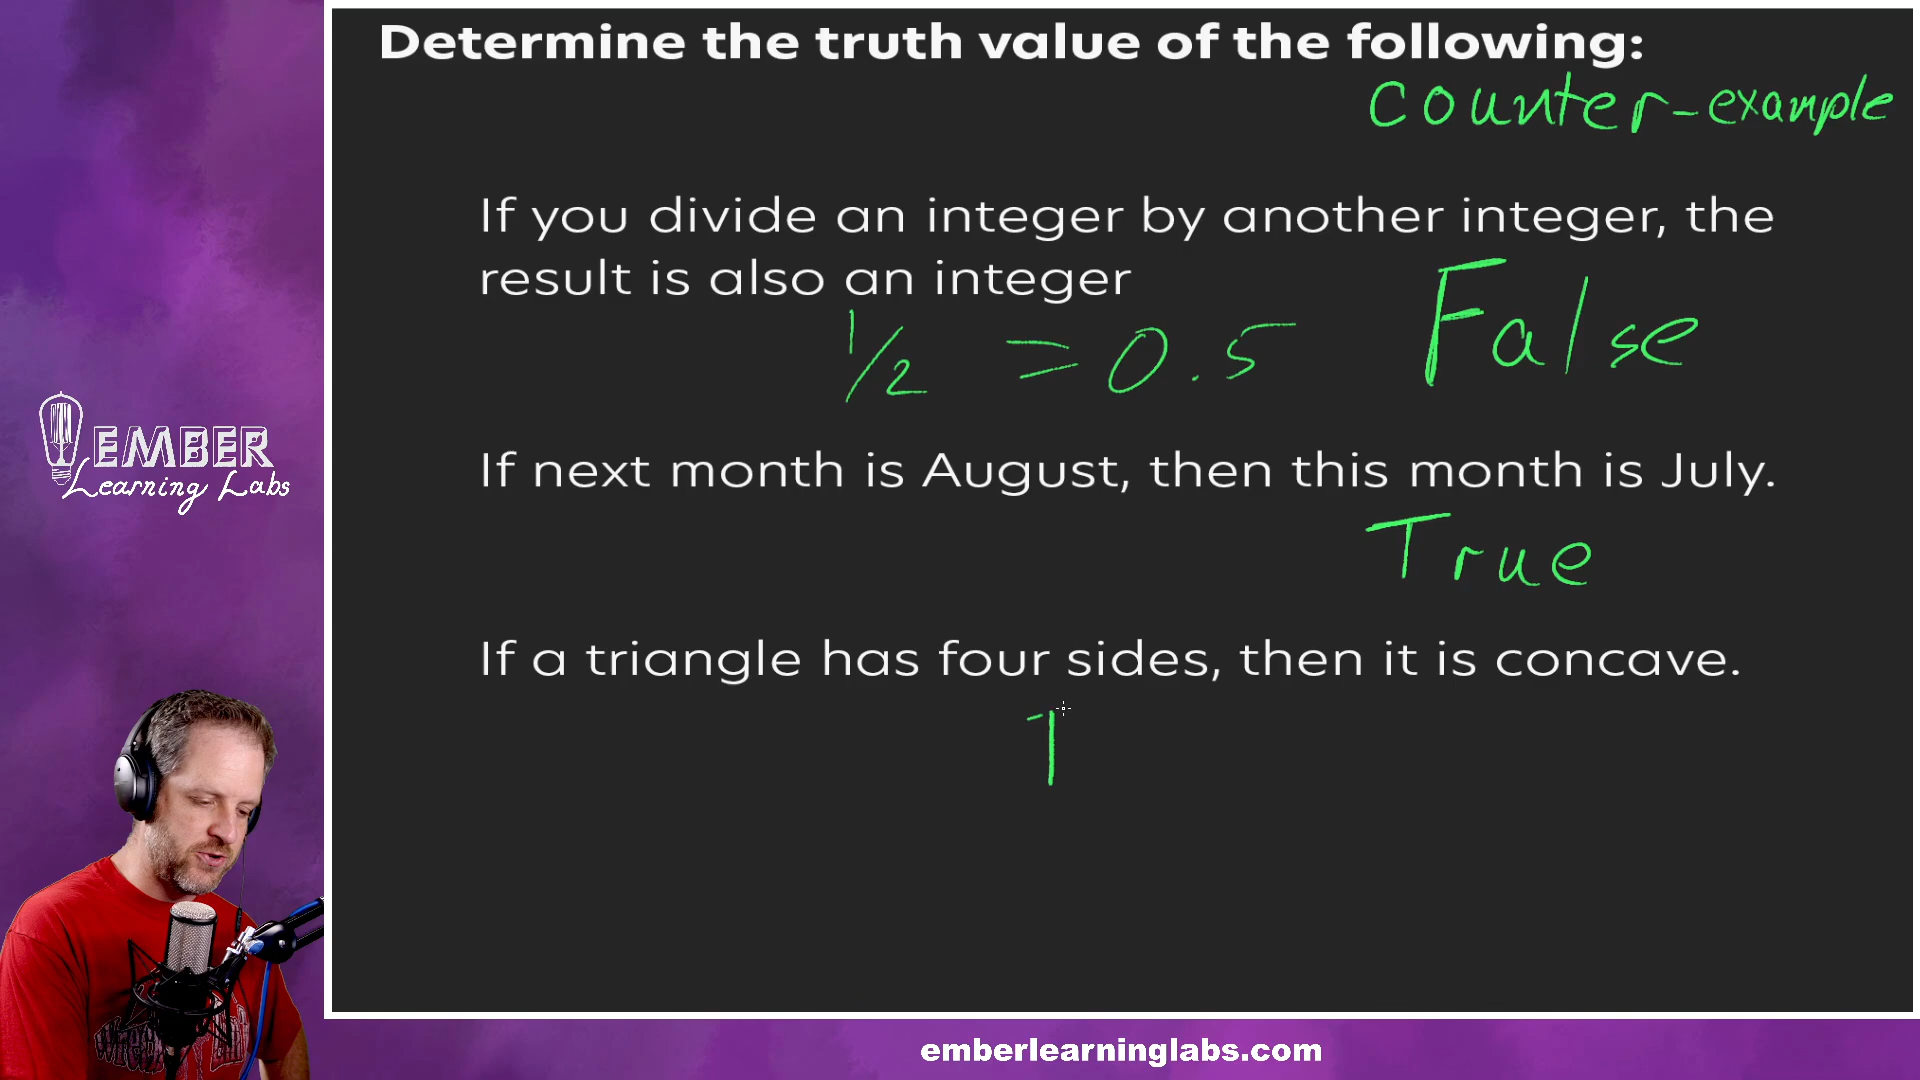 Determine the truth value of the following:
counter-example
If you divide an integer by another integer, the
result is also an integer
1/2 = 0.5 False
If next month is August, then this month is July.
True
If a triangle has four sides, then it is concave.
T
EMBER
Learning Labs
emberlearninglabs.com